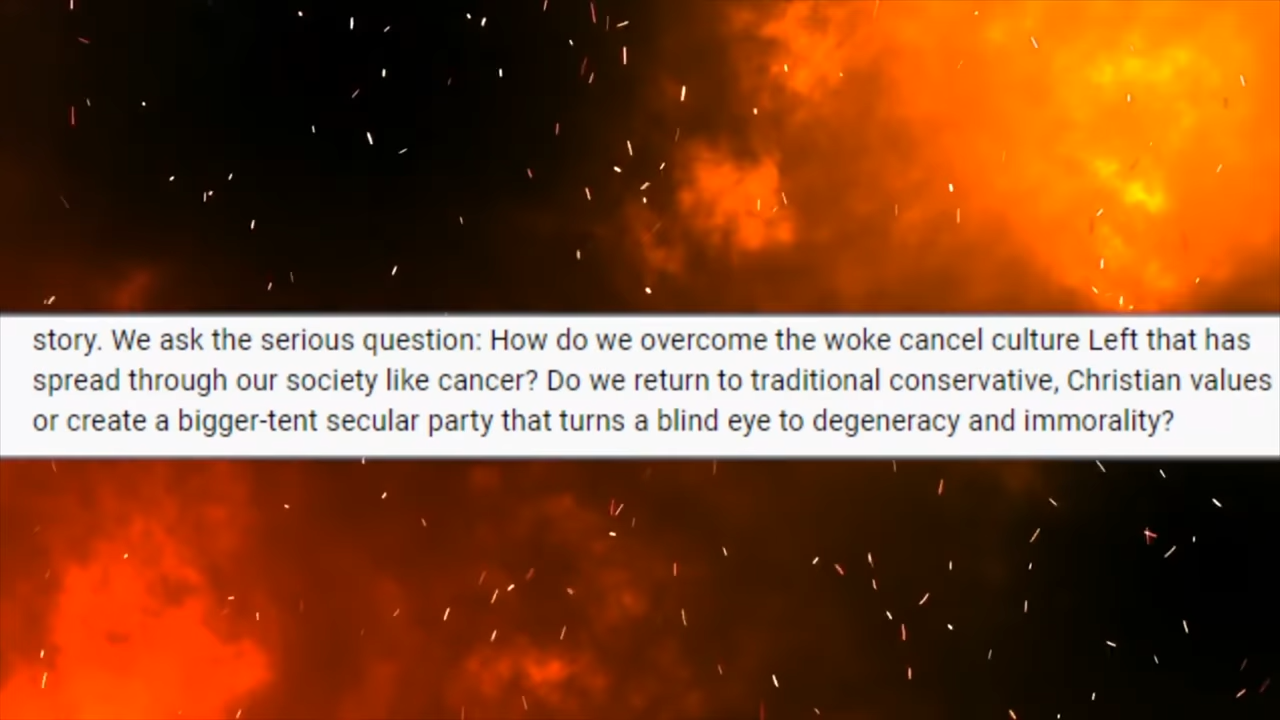 story. We ask the serious question: How do we overcome the woke cancel culture Left that has
spread through our society like cancer? Do we return to traditional conservative, Christian values
or create a bigger-tent secular party that turns a blind eye to degeneracy and immorality?